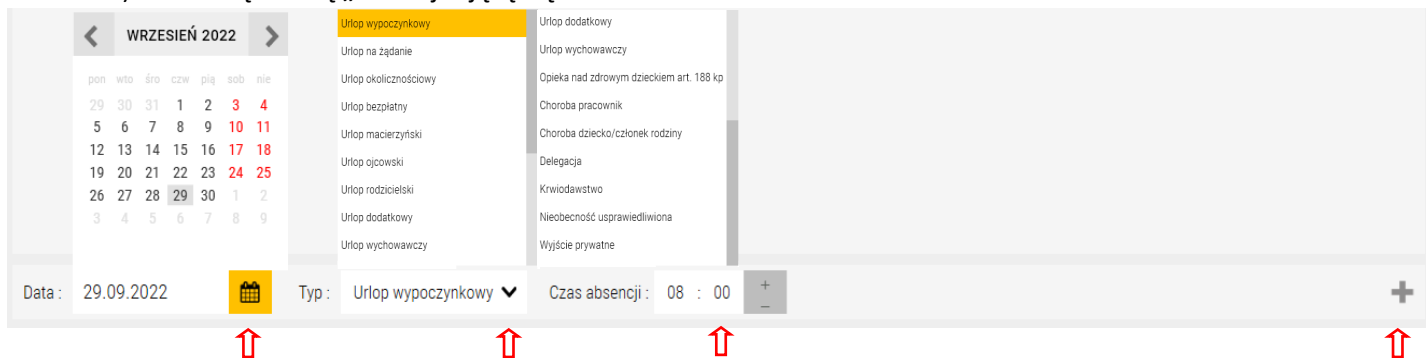 WRZESIEŃ 2022
pon wto śro czw pią sob nie
29 30 31 1 2 3 4
5 6 7 8 9 10 11
12 13 14 15 16 17 18
19 20 21 22 23 24 25
26 27 28 29 30 1 2
3 4 5 6 7 8 9
Urlop wypoczynkowy
Urlop na żądanie
Urlop okolicznościowy
Urlop bezpłatny
Urlop macierzyński
Urlop ojcowski
Urlop rodzicielski
Urlop dodatkowy
Urlop wychowawczy
Urlop dodatkowy
Urlop wychowawczy
Opieka nad zdrowym dzieckiem art. 188 kp
Choroba pracownik
Choroba dziecko/członek rodziny
Delegacja
Krwiodawstwo
Nieobecność usprawiedliwiona
Wyjście prywatne
Data : 29.09.2022 Typ : Urlop wypoczynkowy Czas absencji : 08 : 00 + −